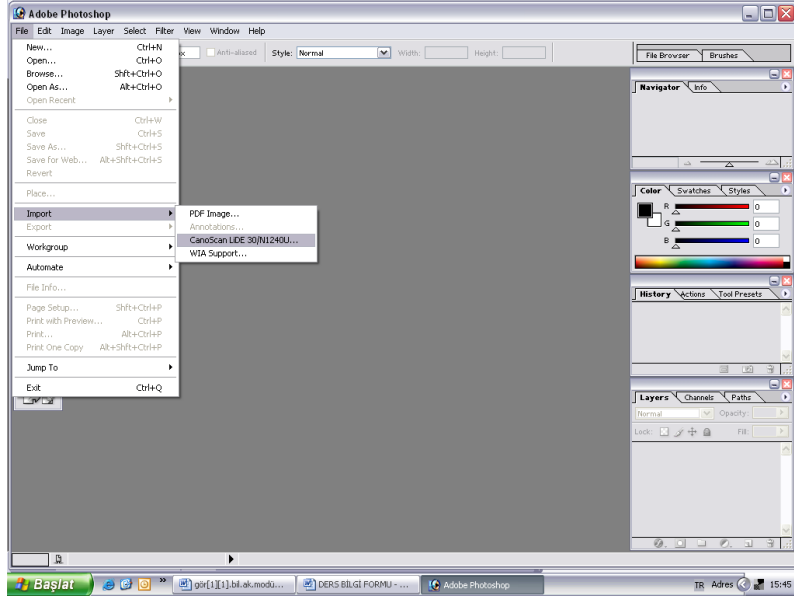 Adobe Photoshop
File Edit Image Layer Select Filter View Window Help
Anti-aliased Style: Normal Width: Height:
File Browser Brushes
New... Ctrl+N
Open... Ctrl+O
Browse... Shft+Ctrl+O
Open As... Alt+Ctrl+O
Open Recent
Close Ctrl+W
Save Ctrl+S
Save As... Shft+Ctrl+S
Save for Web... Alt+Shft+Ctrl+S
Revert
Place...
Import
Export
Workgroup
Automate
File Info...
Page Setup... Shft+Ctrl+P
Print with Preview... Ctrl+P
Print... Alt+Ctrl+P
Print One Copy Alt+Shft+Ctrl+P
Jump To
Exit Ctrl+Q
PDF Image...
Annotations...
CanoScan LiDE 30/N1240U...
WIA Support...
Navigator Info
Color Swatches Styles
R 0
G 0
B 0
History Actions Tool Presets
Layers Channels Paths
Normal Opacity:
Lock: Fill:
Başlat
gör[1][1].bil.ak.modü...
DERS BİLGİ FORMU - ...
Adobe Photoshop
TR Adres 15:45